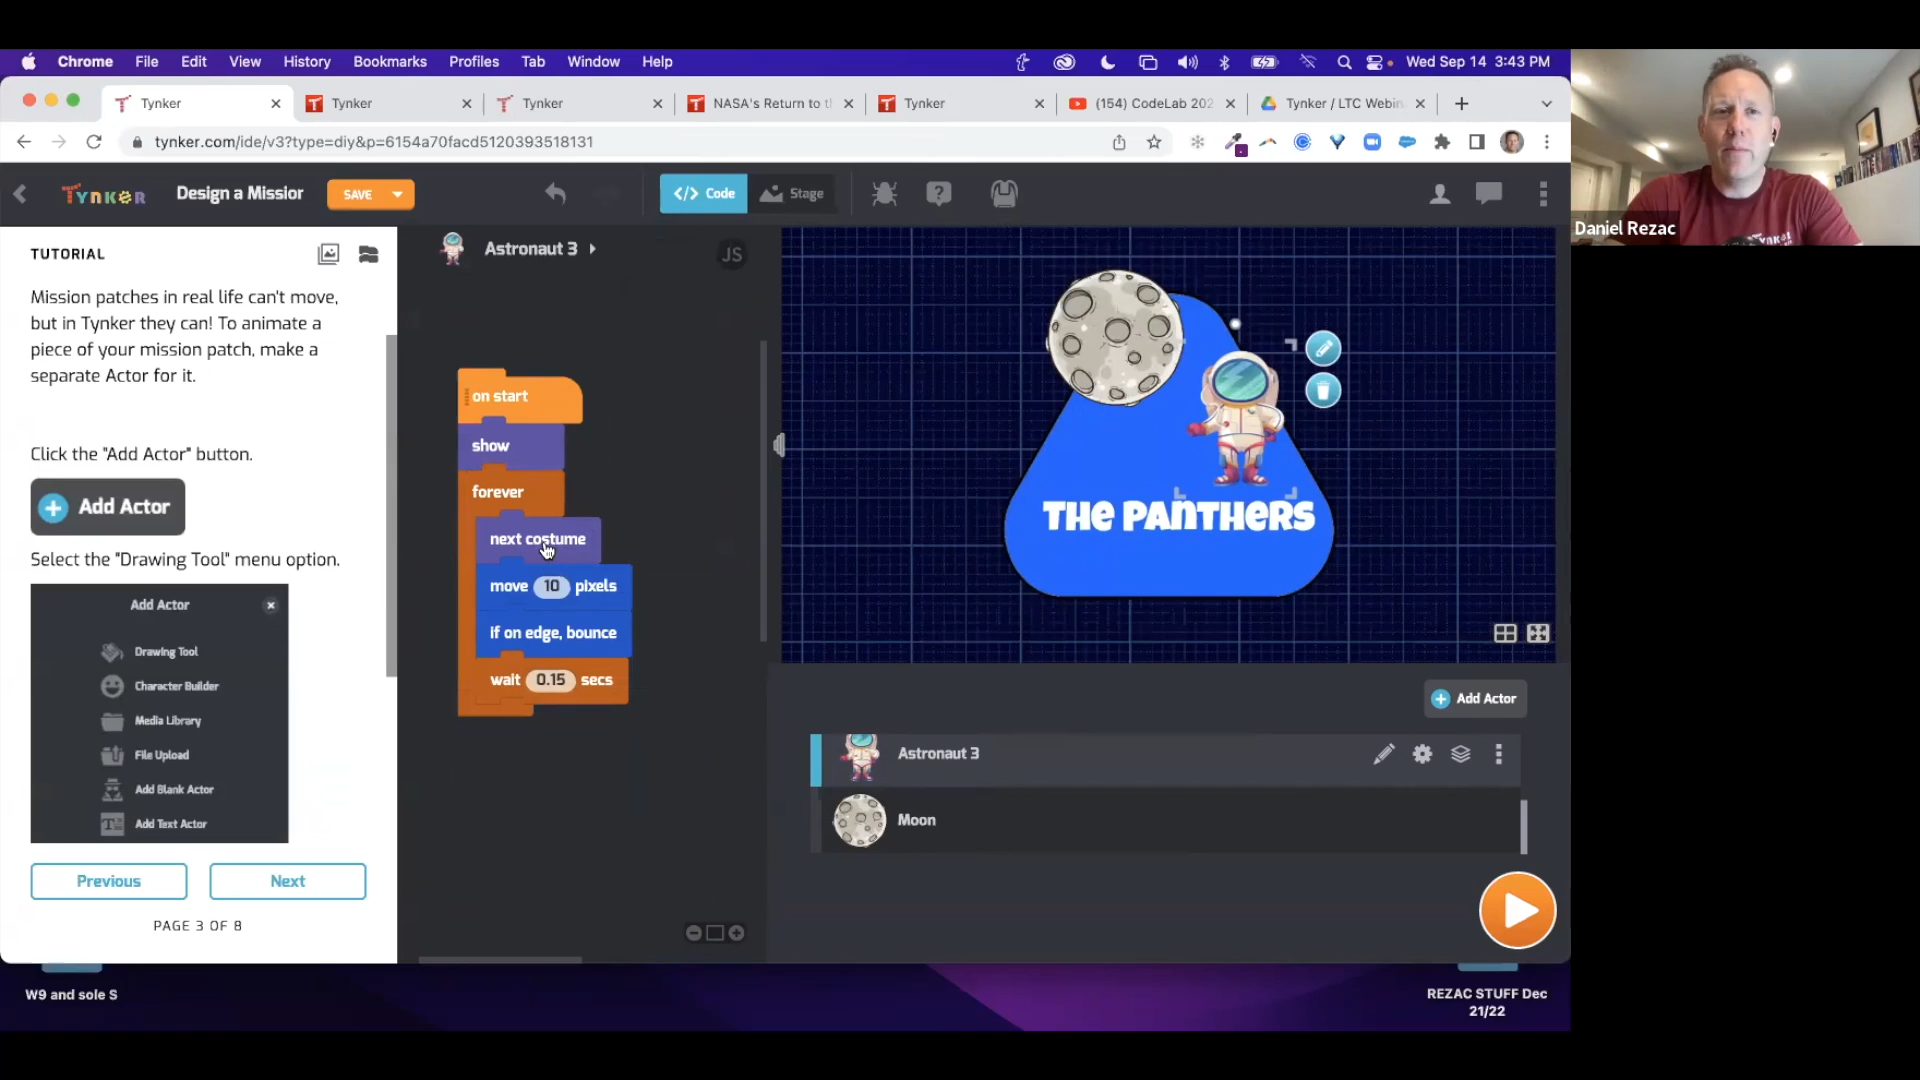 Chrome File Edit View History Bookmarks Profiles Tab Window Help Wed Sep 14 3:43 PM
Tynker Tynker Tynker NASA's Return to t Tynker (154) CodeLab 202 Tynker / LTC Webin
tynker.com/ide/v3?type=diy&p=6154a70facd5120393518131
TYNKER Design a Mission SAVE </> Code Stage
Daniel Rezac
TUTORIAL
Mission patches in real life can't move,
but in Tynker they can! To animate a
piece of your mission patch, make a
separate Actor for it.
Click the "Add Actor" button.
Add Actor
Select the "Drawing Tool" menu option.
Add Actor
Drawing Tool
Character Builder
Media Library
File Upload
Add Blank Actor
Add Text Actor
Previous Next
PAGE 3 OF 8
Astronaut 3 JS
on start
show
forever
next costume
move 10 pixels
if on edge, bounce
wait 0.15 secs
THE PANTHERS
Add Actor
Astronaut 3
Moon
W9 and sole S
REZAC STUFF Dec
21/22